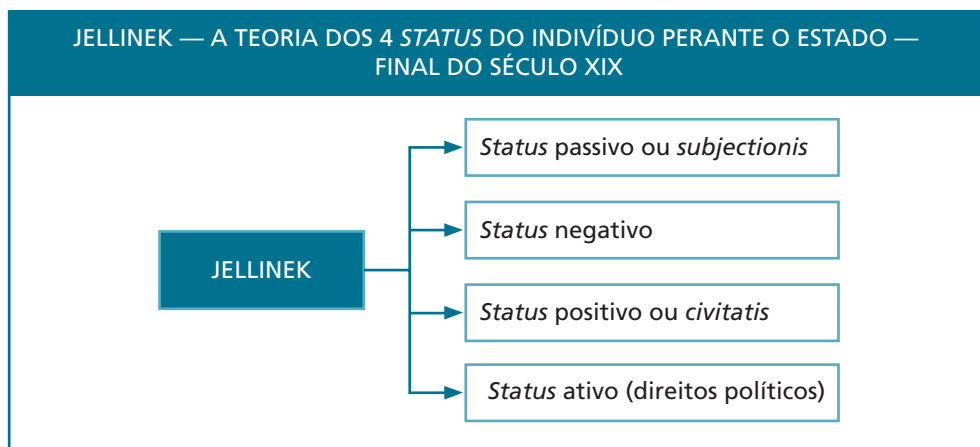 JELLINEK — A TEORIA DOS 4 STATUS DO INDIVÍDUO PERANTE O ESTADO —
FINAL DO SÉCULO XIX
Status passivo ou subjectionis
Status negativo
JELLINEK
Status positivo ou civitatis
Status ativo (direitos políticos)